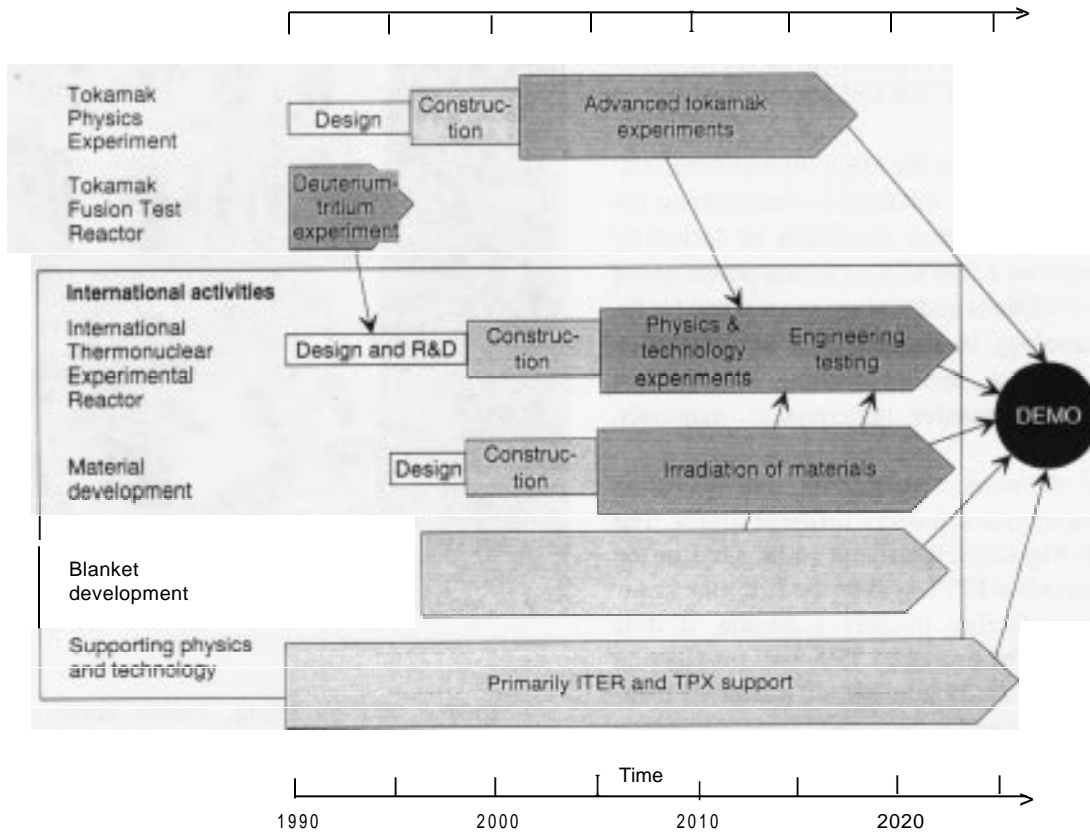 Tokamak
Physics
Experiment
Design
Construc-
tion
Advanced tokamak
experiments
Tokamak
Fusion Test
Reactor
Deuterium-
tritium
experiment
International activities
International
Thermonuclear
Experimental
Reactor
Design and R&D
Construc-
tion
Physics &
technology
experiments
Engineering
testing
DEMO
Material
development
Design
Construc-
tion
Irradiation of materials
Blanket
development
Supporting physics
and technology
Primarily ITER and TPX support
Time
1990 2000 2010 2020